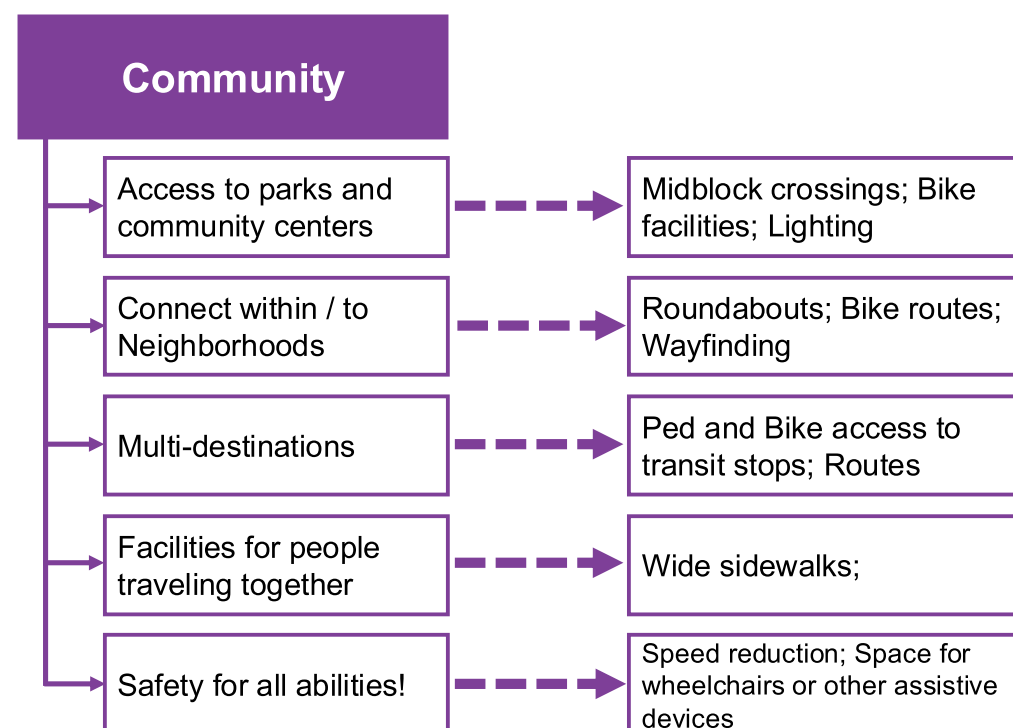 Community
Access to parks and
community centers
Midblock crossings; Bike
facilities; Lighting
Connect within / to
Neighborhoods
Roundabouts; Bike routes;
Wayfinding
Multi-destinations
Ped and Bike access to
transit stops; Routes
Facilities for people
traveling together
Wide sidewalks;
Safety for all abilities!
Speed reduction; Space for
wheelchairs or other assistive
devices